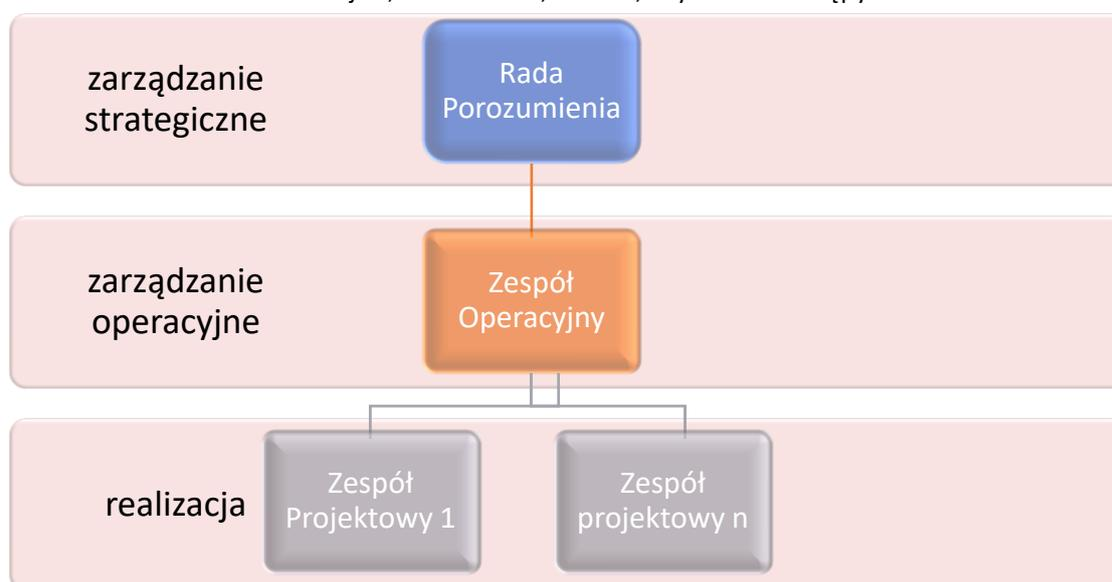 zarządzanie
strategiczne
Rada
Porozumienia
zarządzanie
operacyjne
Zespół
Operacyjny
realizacja
Zespół
Projektowy 1
Zespół
projektowy n